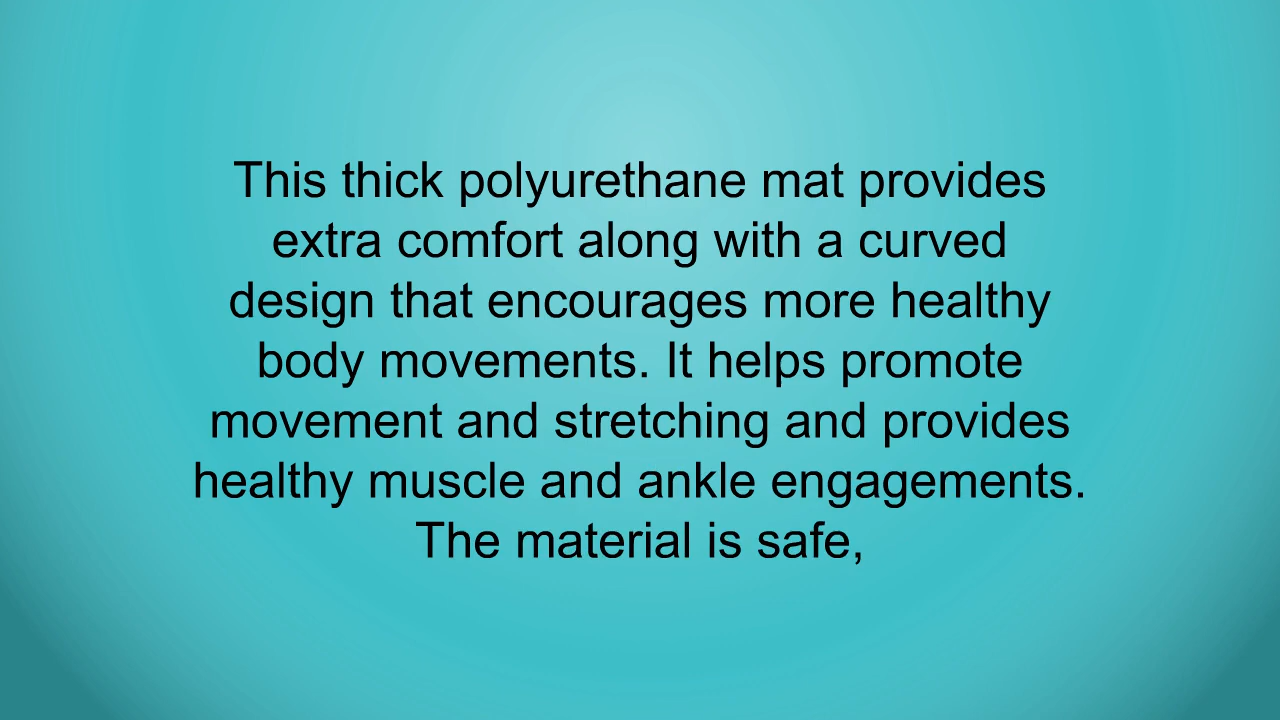 This thick polyurethane mat provides
extra comfort along with a curved
design that encourages more healthy
body movements. It helps promote
movement and stretching and provides
healthy muscle and ankle engagements.
The material is safe,